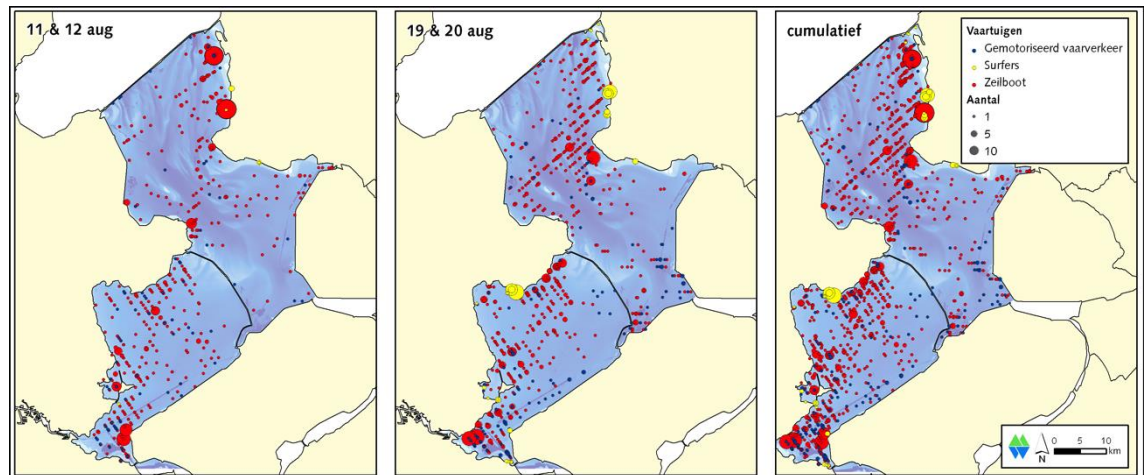 11 & 12 aug
19 & 20 aug
cumulatief
Vaartuigen
Gemotoriseerd vaarverkeer
Surfers
Zeilboot
Aantal
1
5
10
N
0 5 10
km